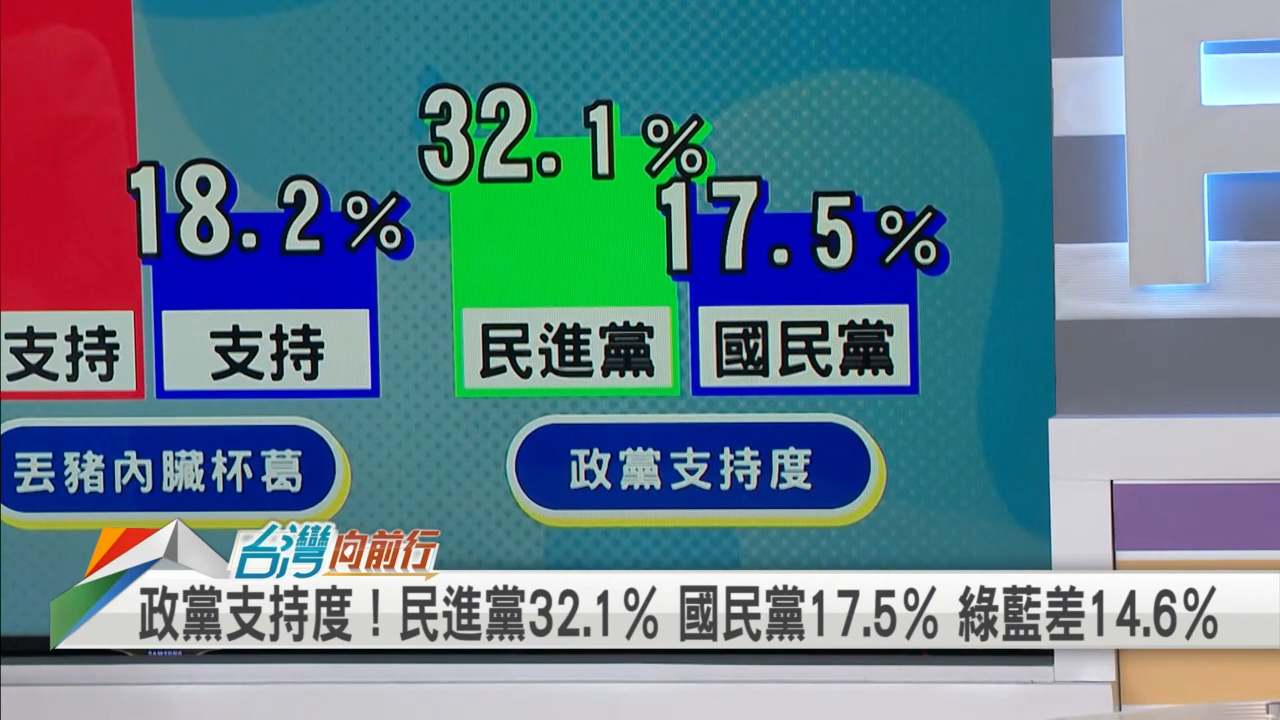 32.1%
18.2%
17.5%
支持
支持
民進黨
國民黨
丟豬內臟杯葛
政黨支持度
台灣向前行
政黨支持度！民進黨32.1% 國民黨17.5% 綠藍差14.6%